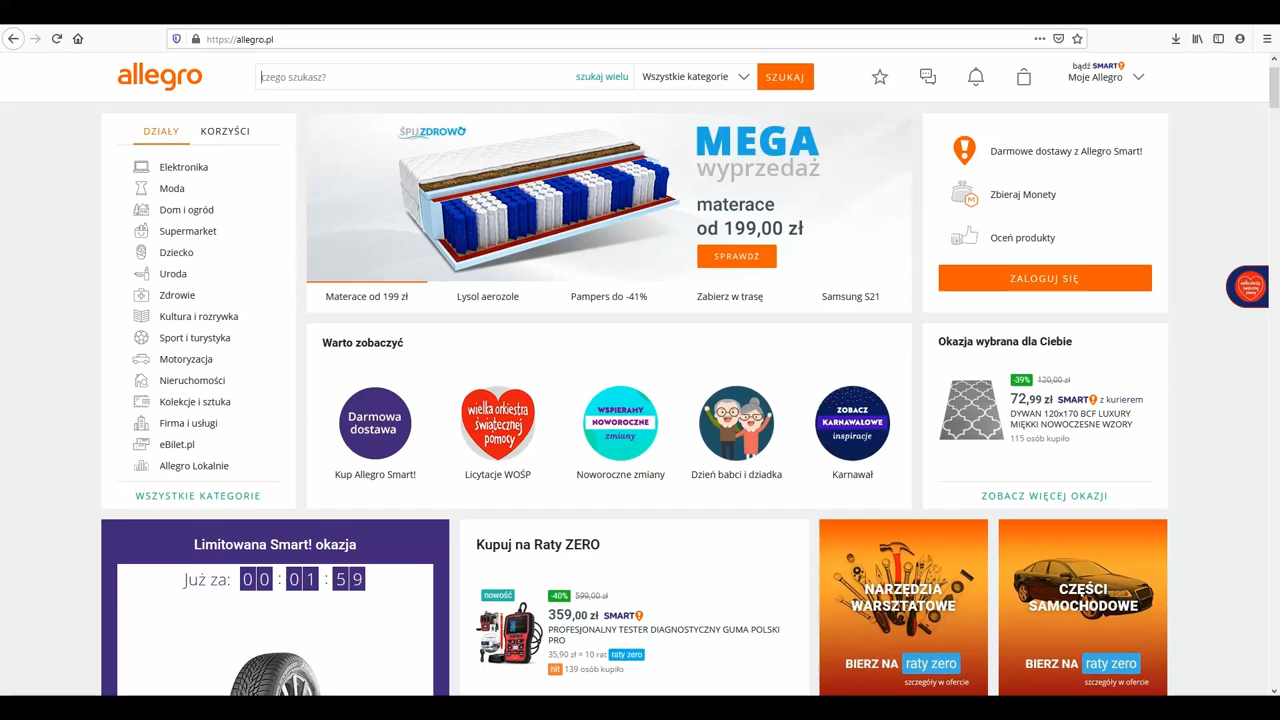 https://allegro.pl
allegro
czego szukasz?
szukaj wielu
Wszystkie kategorie
SZUKAJ
bądź SMART!
Moje Allegro
DZIAŁY
KORZYŚCI
Elektronika
Moda
Dom i ogród
Supermarket
Dziecko
Uroda
Zdrowie
Kultura i rozrywka
Sport i turystyka
Motoryzacja
Nieruchomości
Kolekcje i sztuka
Firma i usługi
eBilet.pl
Allegro Lokalnie
WSZYSTKIE KATEGORIE
ŚPIJZDROWO
MEGA
wyprzedaż
materace
od 199,00 zł
SPRAWDŹ
Materace od 199 zł
Lysol aerozole
Pampers do -41%
Zabierz w trasę
Samsung S21
Darmowe dostawy z Allegro Smart!
Zbieraj Monety
Oceń produkty
ZALOGUJ SIĘ
Warto zobaczyć
Darmowa
dostawa
Kup Allegro Smart!
wielka orkiestra
świątecznej
pomocy
Licytacje WOŚP
WSPIERAMY
NOWOROCZNE
zmiany
Noworoczne zmiany
Dzień babci i dziadka
ZOBACZ
KARNAWAŁOWE
inspiracje
Karnawał
Okazja wybrana dla Ciebie
-39% 120,00 zł
72,99 zł SMART! z kurierem
DYWAN 120x170 BCF LUXURY
MIĘKKI NOWOCZESNE WZORY
115 osób kupiło
ZOBACZ WIĘCEJ OKAZJI
Limitowana Smart! okazja
Już za: 00 : 01 : 59
Kupuj na Raty ZERO
nowość
-40% 599,00 zł
359,00 zł SMART!
PROFESJONALNY TESTER DIAGNOSTYCZNY GUMA POLSKI
PRO
35,90 zł × 10 rat raty zero
hit 139 osób kupiło
NARZĘDZIA
WARSZTATOWE
BIERZ NA raty zero
szczegóły w ofercie
CZĘŚCI
SAMOCHODOWE
BIERZ NA raty zero
szczegóły w ofercie